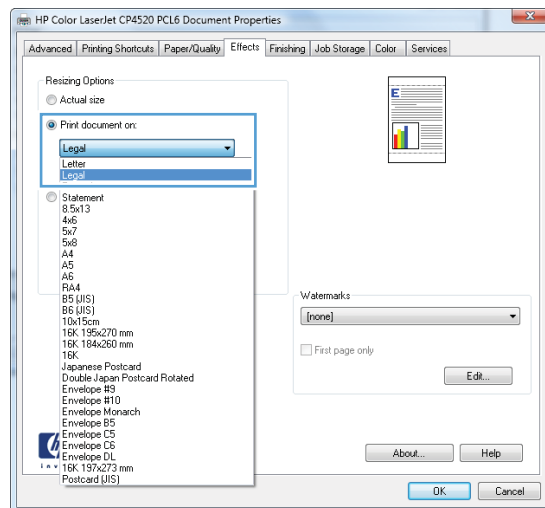 HP Color LaserJet CP4520 PCL6 Document Properties
Advanced Printing Shortcuts Paper/Quality Effects Finishing Job Storage Color Services
Resizing Options
Actual size
Print document on:
Legal
Letter
Legal
Statement
8.5x13
4x6
5x7
5x8
A4
A5
A6
RA4
B5 (JIS)
B6 (JIS)
10x15cm
16K 195x270 mm
16K 184x260 mm
16K
Japanese Postcard
Double Japan Postcard Rotated
Envelope #9
Envelope #10
Envelope Monarch
Envelope B5
Envelope C5
Envelope C6
Envelope DL
16K 197x273 mm
Postcard (JIS)
E
Watermarks
[none]
First page only
Edit...
About... Help
OK Cancel